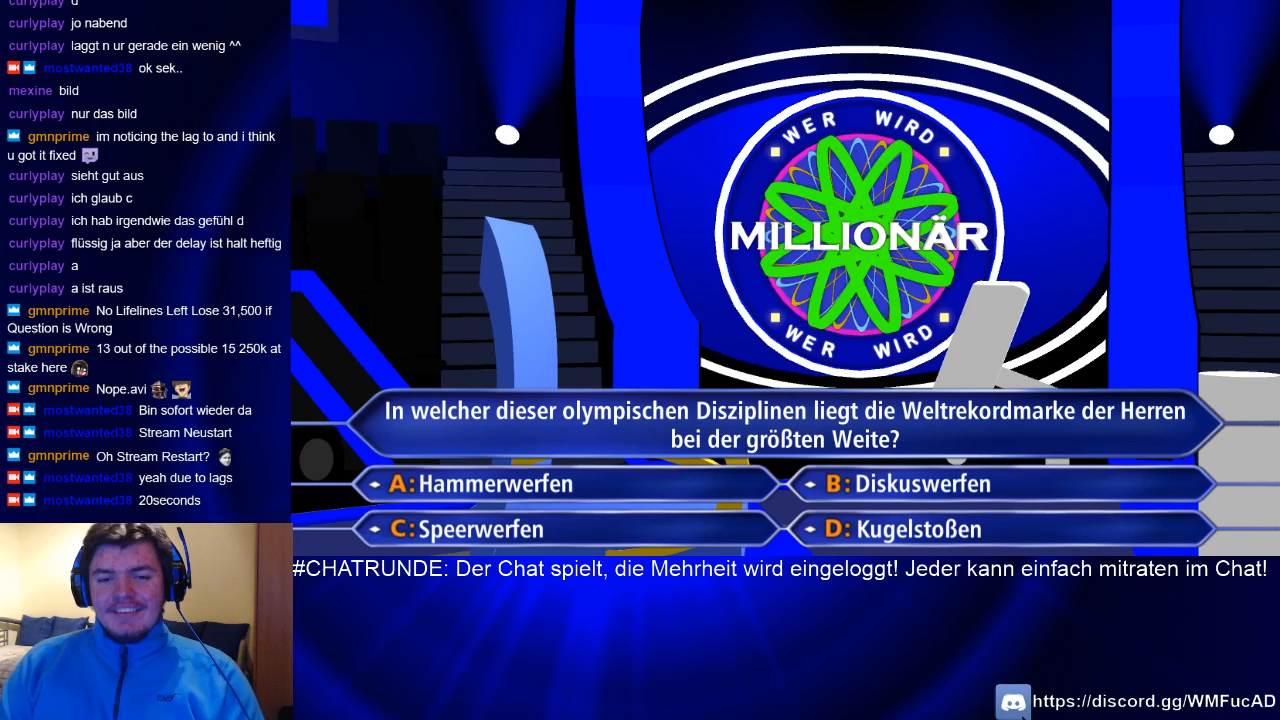 curlyplay d
curlyplay jo nabend
curlyplay laggt n ur gerade ein wenig ^^
mostwanted38 ok sek..
mexine bild
curlyplay nur das bild
gmnprime im noticing the lag to and i think
u got it fixed
curlyplay sieht gut aus
curlyplay ich glaub c
curlyplay ich hab irgendwie das gefühl d
curlyplay flüssig ja aber der delay ist halt heftig
curlyplay a
curlyplay a ist raus
gmnprime No Lifelines Left Lose 31,500 if
Question is Wrong
gmnprime 13 out of the possible 15 250k at
stake here
gmnprime Nope.avi
mostwanted38 Bin sofort wieder da
mostwanted38 Stream Neustart
gmnprime Oh Stream Restart?
mostwanted38 yeah due to lags
mostwanted38 20seconds
WER WIRD
MILLIONÄR
WER WIRD
In welcher dieser olympischen Disziplinen liegt die Weltrekordmarke der Herren
bei der größten Weite?
A: Hammerwerfen
B: Diskuswerfen
C: Speerwerfen
D: Kugelstoßen
#CHATRUNDE: Der Chat spielt, die Mehrheit wird eingeloggt! Jeder kann einfach mitraten im Chat!
https://discord.gg/WMFucAD